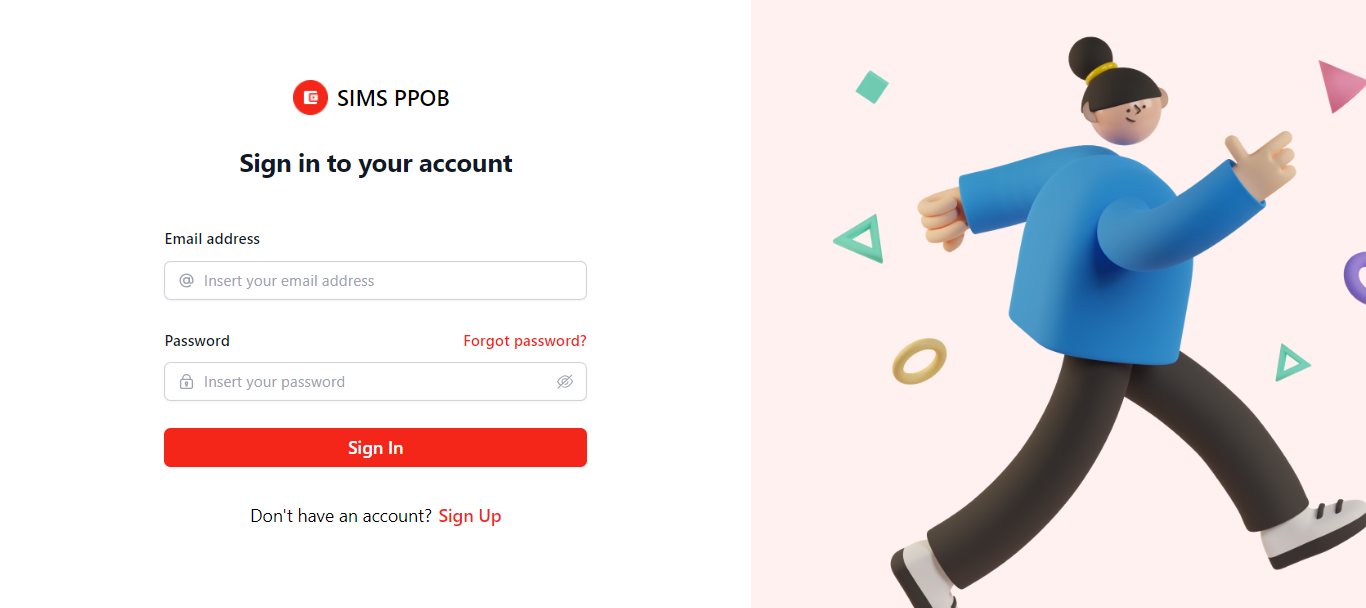 SIMS PPOB
Sign in to your account
Email address
Insert your email address
Password Forgot password?
Insert your password
Sign In
Don't have an account? Sign Up